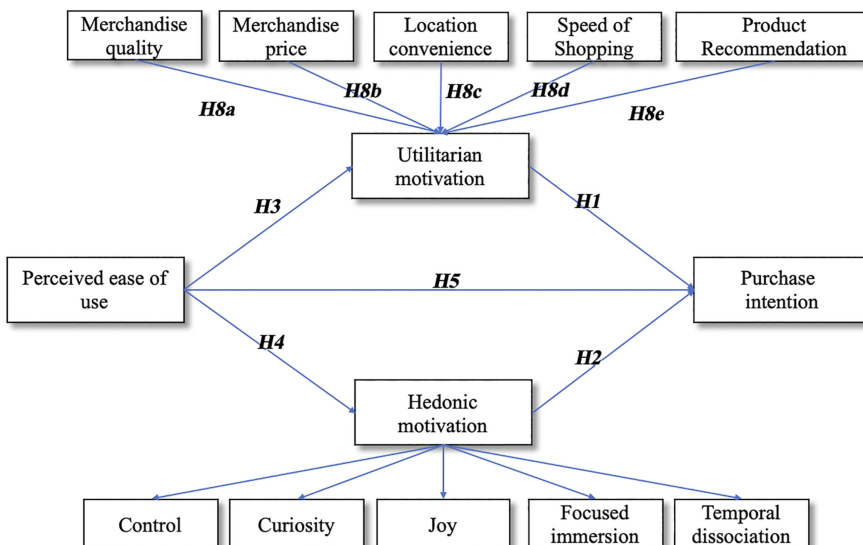 Merchandise
quality
Merchandise
price
Location
convenience
Speed of
Shopping
Product
Recommendation
H8a
H8b
H8c
H8d
H8e
Utilitarian
motivation
H3
H1
Perceived ease of
use
H5
Purchase
intention
H4
H2
Hedonic
motivation
Control
Curiosity
Joy
Focused
immersion
Temporal
dissociation